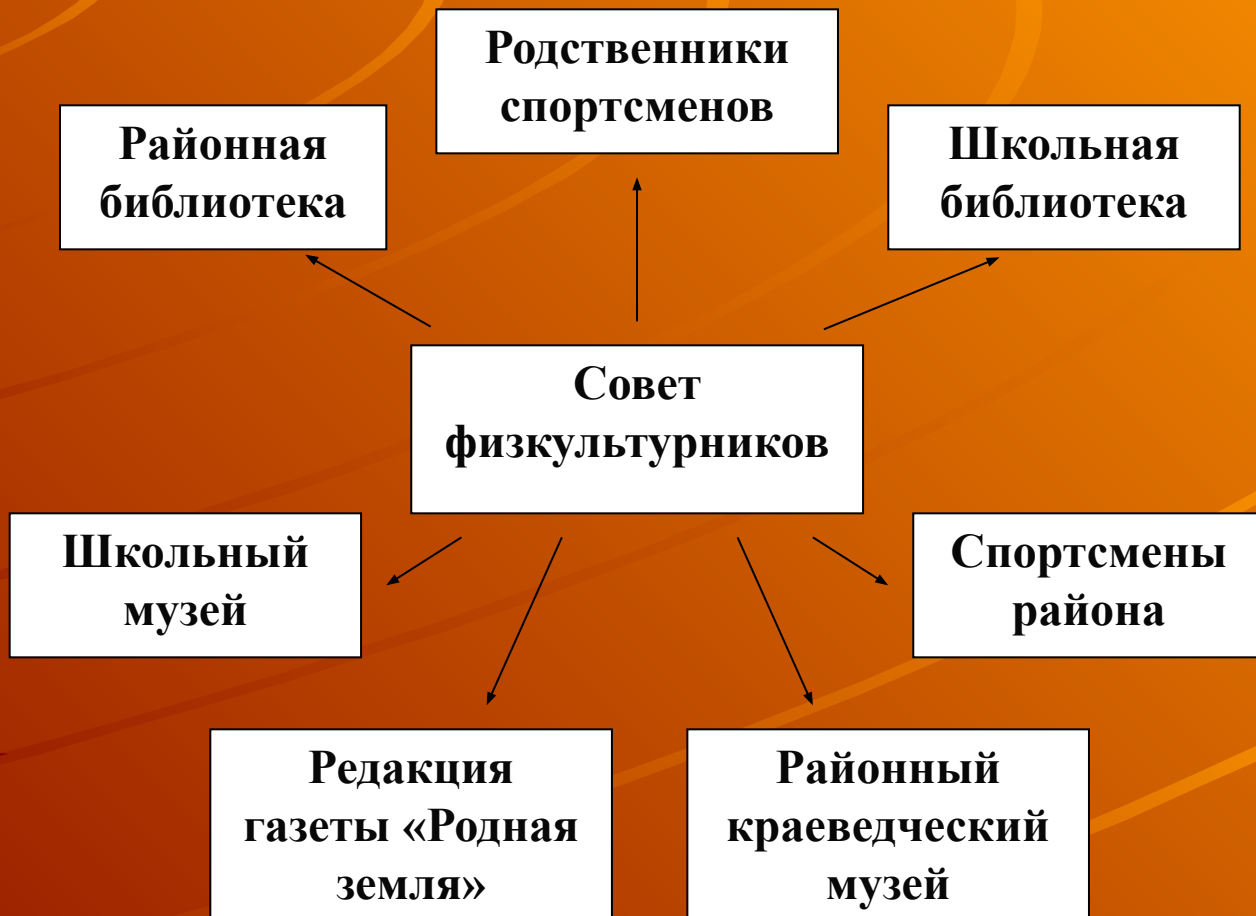 Родственники
спортсменов
Районная
библиотека
Школьная
библиотека
Совет
физкультурников
Школьный
музей
Спортсмены
района
Редакция
газеты «Родная
земля»
Районный
краеведческий
музей